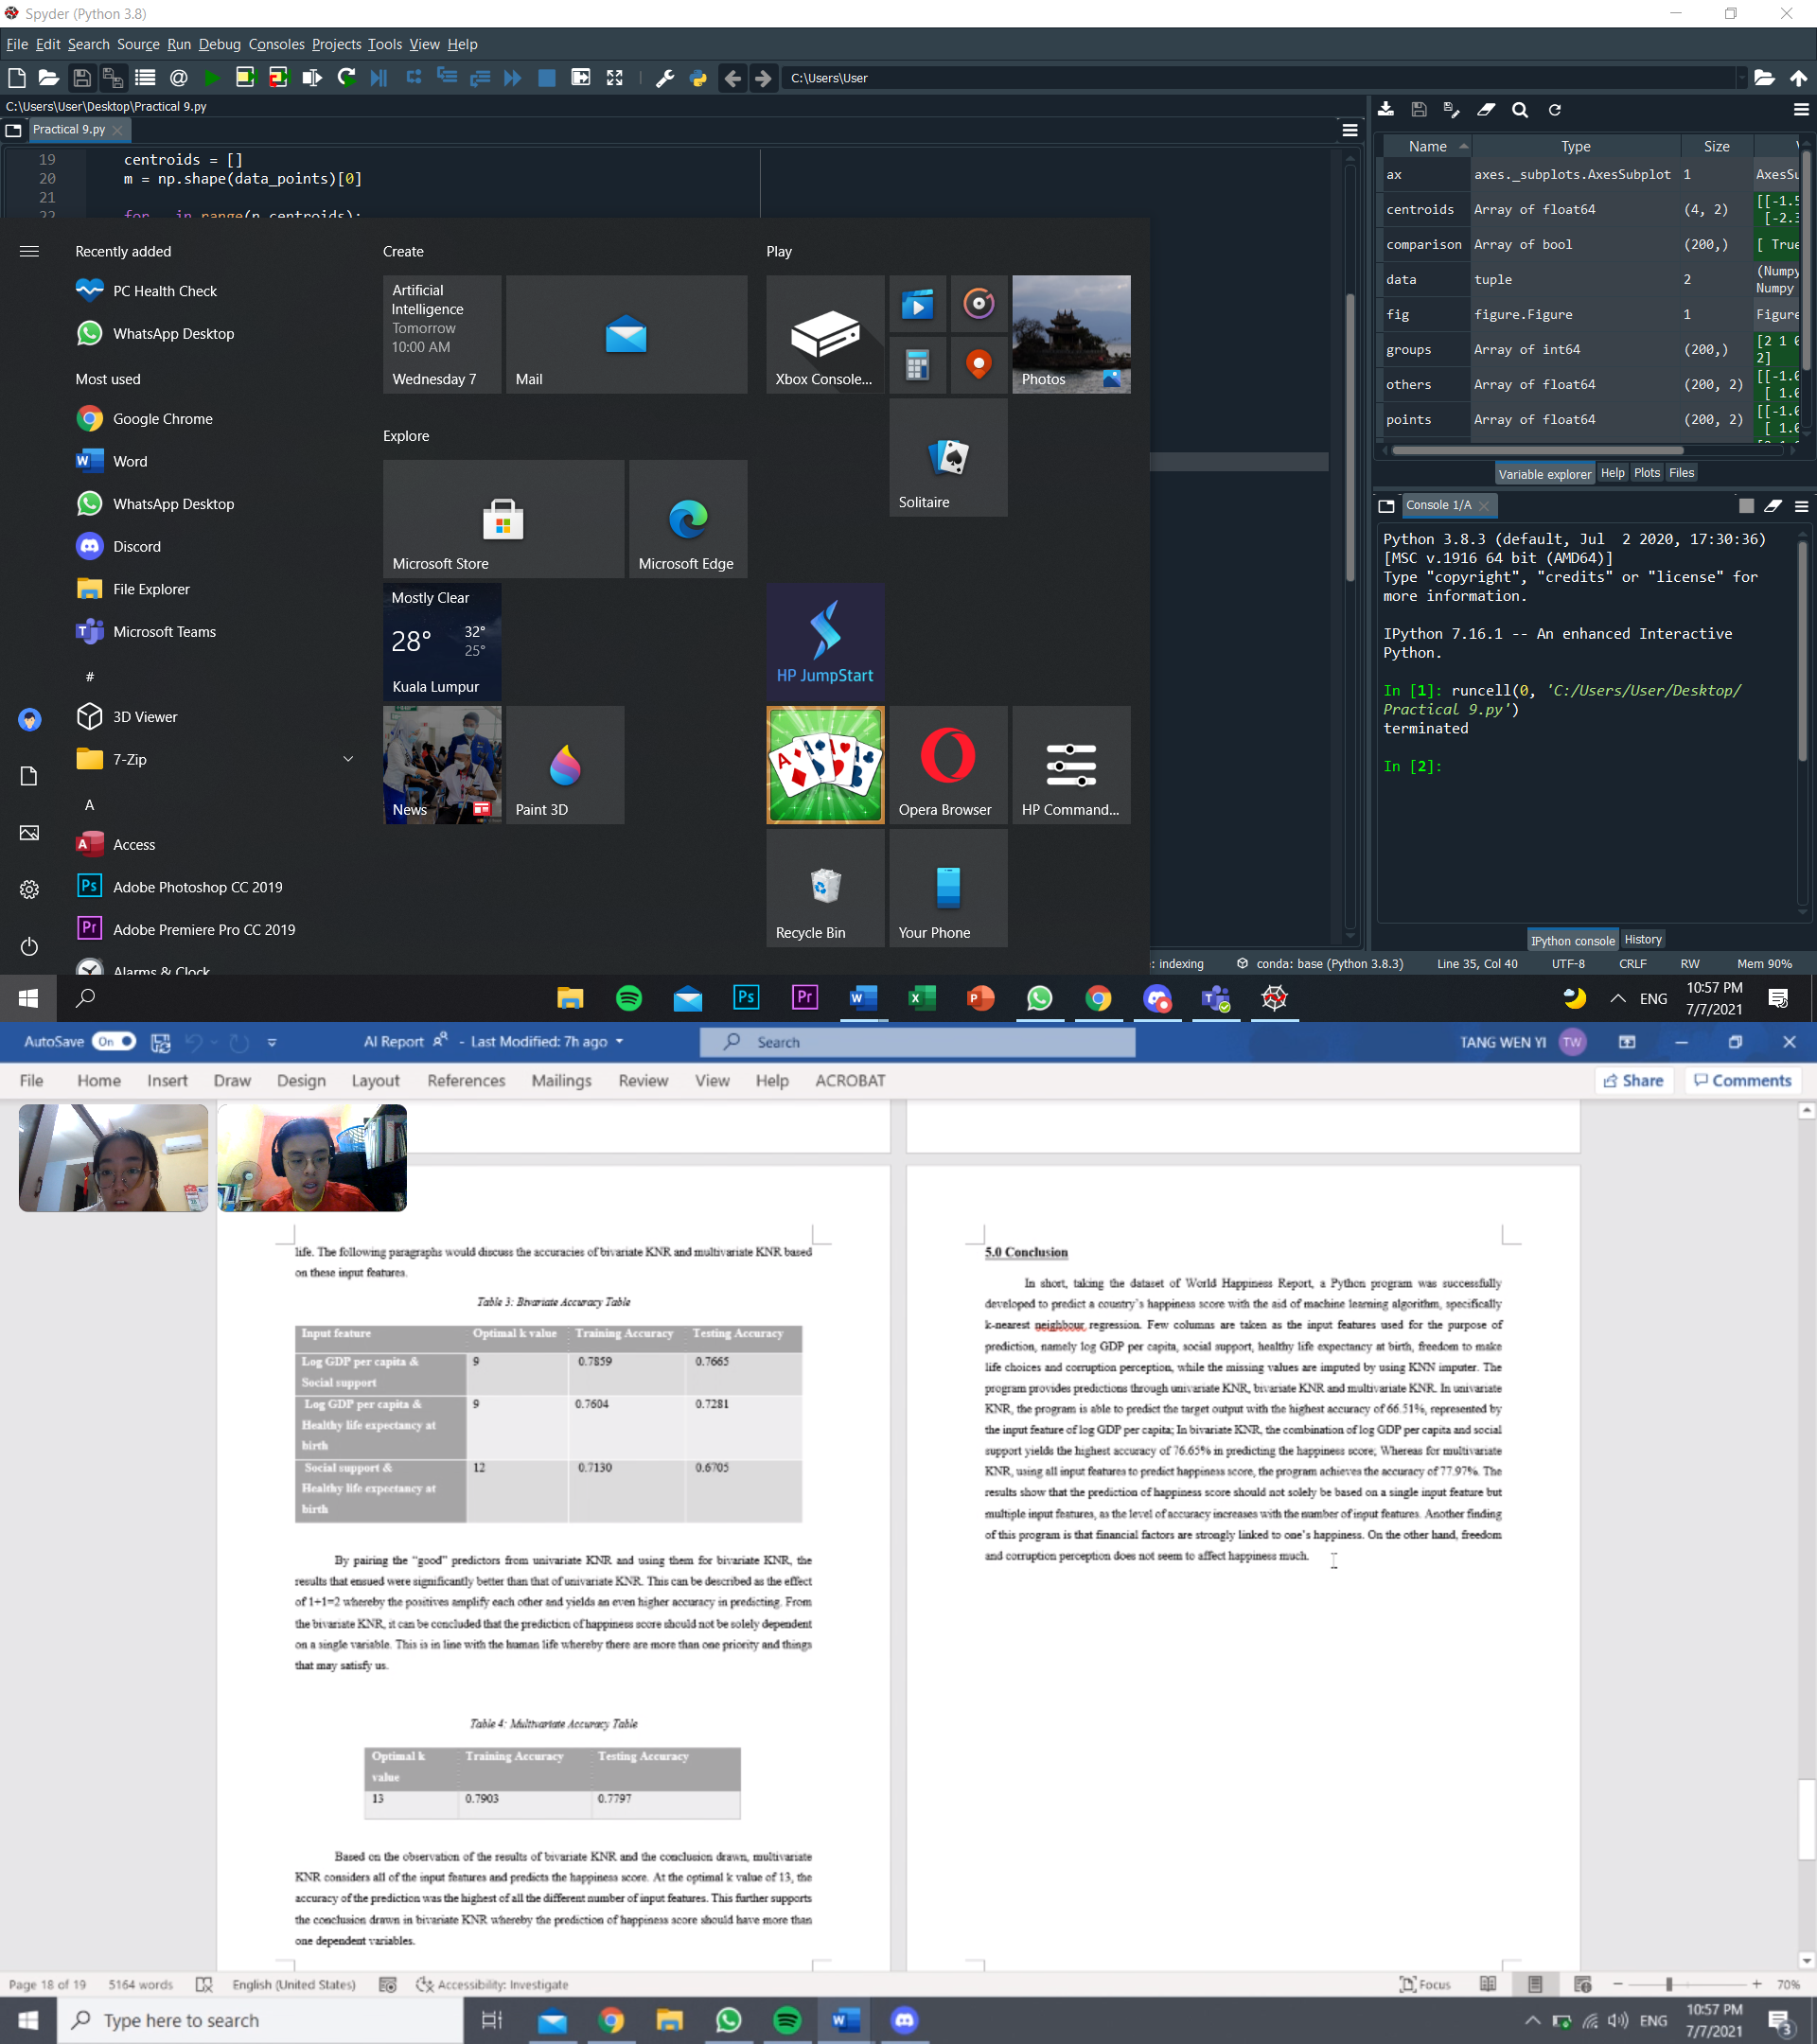 Spyder (Python 3.8)
File Edit Search Source Run Debug Consoles Projects Tools View Help
C:\Users\User
C:\Users\User\Desktop\Practical 9.py
Practical 9.py
19 centroids = []
20 m = np.shape(data_points)[0]
21
22 for _ in range(n_centroids):
Name Type Size
ax axes._subplots.AxesSubplot 1 AxesSu
centroids Array of float64 (4, 2) [[-1.5
[-2.3
comparison Array of bool (200,) [ True
data tuple 2 (Numpy
Numpy
fig figure.Figure 1 Figure
groups Array of int64 (200,) [2 1 0
2]
others Array of float64 (200, 2) [[-1.0
[ 1.0
points Array of float64 (200, 2) [[-1.0
[ 1.0
Variable explorer Help Plots Files
Console 1/A
Python 3.8.3 (default, Jul 2 2020, 17:30:36)
[MSC v.1916 64 bit (AMD64)]
Type "copyright", "credits" or "license" for
more information.
IPython 7.16.1 -- An enhanced Interactive
Python.
In [1]: runcell(0, 'C:/Users/User/Desktop/
Practical 9.py')
terminated
In [2]:
IPython console History
: indexing conda: base (Python 3.8.3) Line 35, Col 40 UTF-8 CRLF RW Mem 90%
Recently added
PC Health Check
WhatsApp Desktop
Most used
Google Chrome
Word
WhatsApp Desktop
Discord
File Explorer
Microsoft Teams
#
3D Viewer
7-Zip
A
Access
Adobe Photoshop CC 2019
Adobe Premiere Pro CC 2019
Alarms & Clock
Create
Artificial
Intelligence
Tomorrow
10:00 AM
Wednesday 7
Mail
Explore
Microsoft Store
Microsoft Edge
Mostly Clear
28° 32°
25°
Kuala Lumpur
News
Paint 3D
Play
Xbox Console...
Photos
Solitaire
HP JumpStart
Opera Browser
HP Command...
Recycle Bin
Your Phone
ENG 10:57 PM
7/7/2021
AutoSave On AI Report - Last Modified: 7h ago Search TANG WEN YI TW
File Home Insert Draw Design Layout References Mailings Review View Help ACROBAT Share Comments
life. The following paragraphs would discuss the accuracies of bivariate KNR and multivariate KNR based
on these input features.
Table 3: Bivariate Accuracy Table
Input feature Optimal k value Training Accuracy Testing Accuracy
Log GDP per capita & 9 0.7859 0.7665
Social support
Log GDP per capita & 9 0.7604 0.7281
Healthy life expectancy at
birth
Social support & 12 0.7130 0.6705
Healthy life expectancy at
birth
By pairing the "good" predictors from univariate KNR and using them for bivariate KNR, the
results that ensued were significantly better than that of univariate KNR. This can be described as the effect
of 1+1=2 whereby the positives amplify each other and yields an even higher accuracy in predicting. From
the bivariate KNR, it can be concluded that the prediction of happiness score should not be solely dependent
on a single variable. This is in line with the human life whereby there are more than one priority and things
that may satisfy us.
Table 4: Multivariate Accuracy Table
Optimal k Training Accuracy Testing Accuracy
value
13 0.7903 0.7797
Based on the observation of the results of bivariate KNR and the conclusion drawn, multivariate
KNR considers all of the input features and predicts the happiness score. At the optimal k value of 13, the
accuracy of the prediction was the highest of all the different number of input features. This further supports
the conclusion drawn in bivariate KNR whereby the prediction of happiness score should have more than
one dependent variables.
5.0 Conclusion
In short, taking the dataset of World Happiness Report, a Python program was successfully
developed to predict a country's happiness score with the aid of machine learning algorithm, specifically
k-nearest neighbour regression. Few columns are taken as the input features used for the purpose of
prediction, namely log GDP per capita, social support, healthy life expectancy at birth, freedom to make
life choices and corruption perception, while the missing values are imputed by using KNN imputer. The
program provides predictions through univariate KNR, bivariate KNR and multivariate KNR. In univariate
KNR, the program is able to predict the target output with the highest accuracy of 66.51%, represented by
the input feature of log GDP per capita; In bivariate KNR, the combination of log GDP per capita and social
support yields the highest accuracy of 76.65% in predicting the happiness score; Whereas for multivariate
KNR, using all input features to predict happiness score, the program achieves the accuracy of 77.97%. The
results show that the prediction of happiness score should not solely be based on a single input feature but
multiple input features, as the level of accuracy increases with the number of input features. Another finding
of this program is that financial factors are strongly linked to one's happiness. On the other hand, freedom
and corruption perception does not seem to affect happiness much.
Page 18 of 19 5164 words English (United States) Accessibility: Investigate Focus 70%
Type here to search ENG 10:57 PM
7/7/2021 3